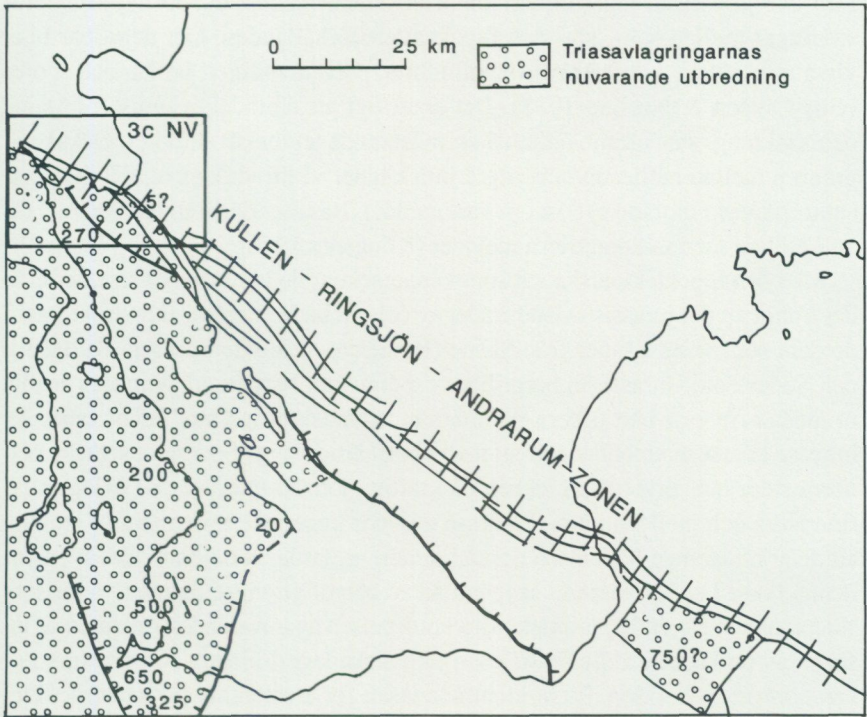 0 25 km
Triasavlagringarnas
nuvarande utbredning
3c NV
5?
270
KULLEN – RINGSJÖN – ANDRARUM-ZONEN
200
20
500
750?
650
325